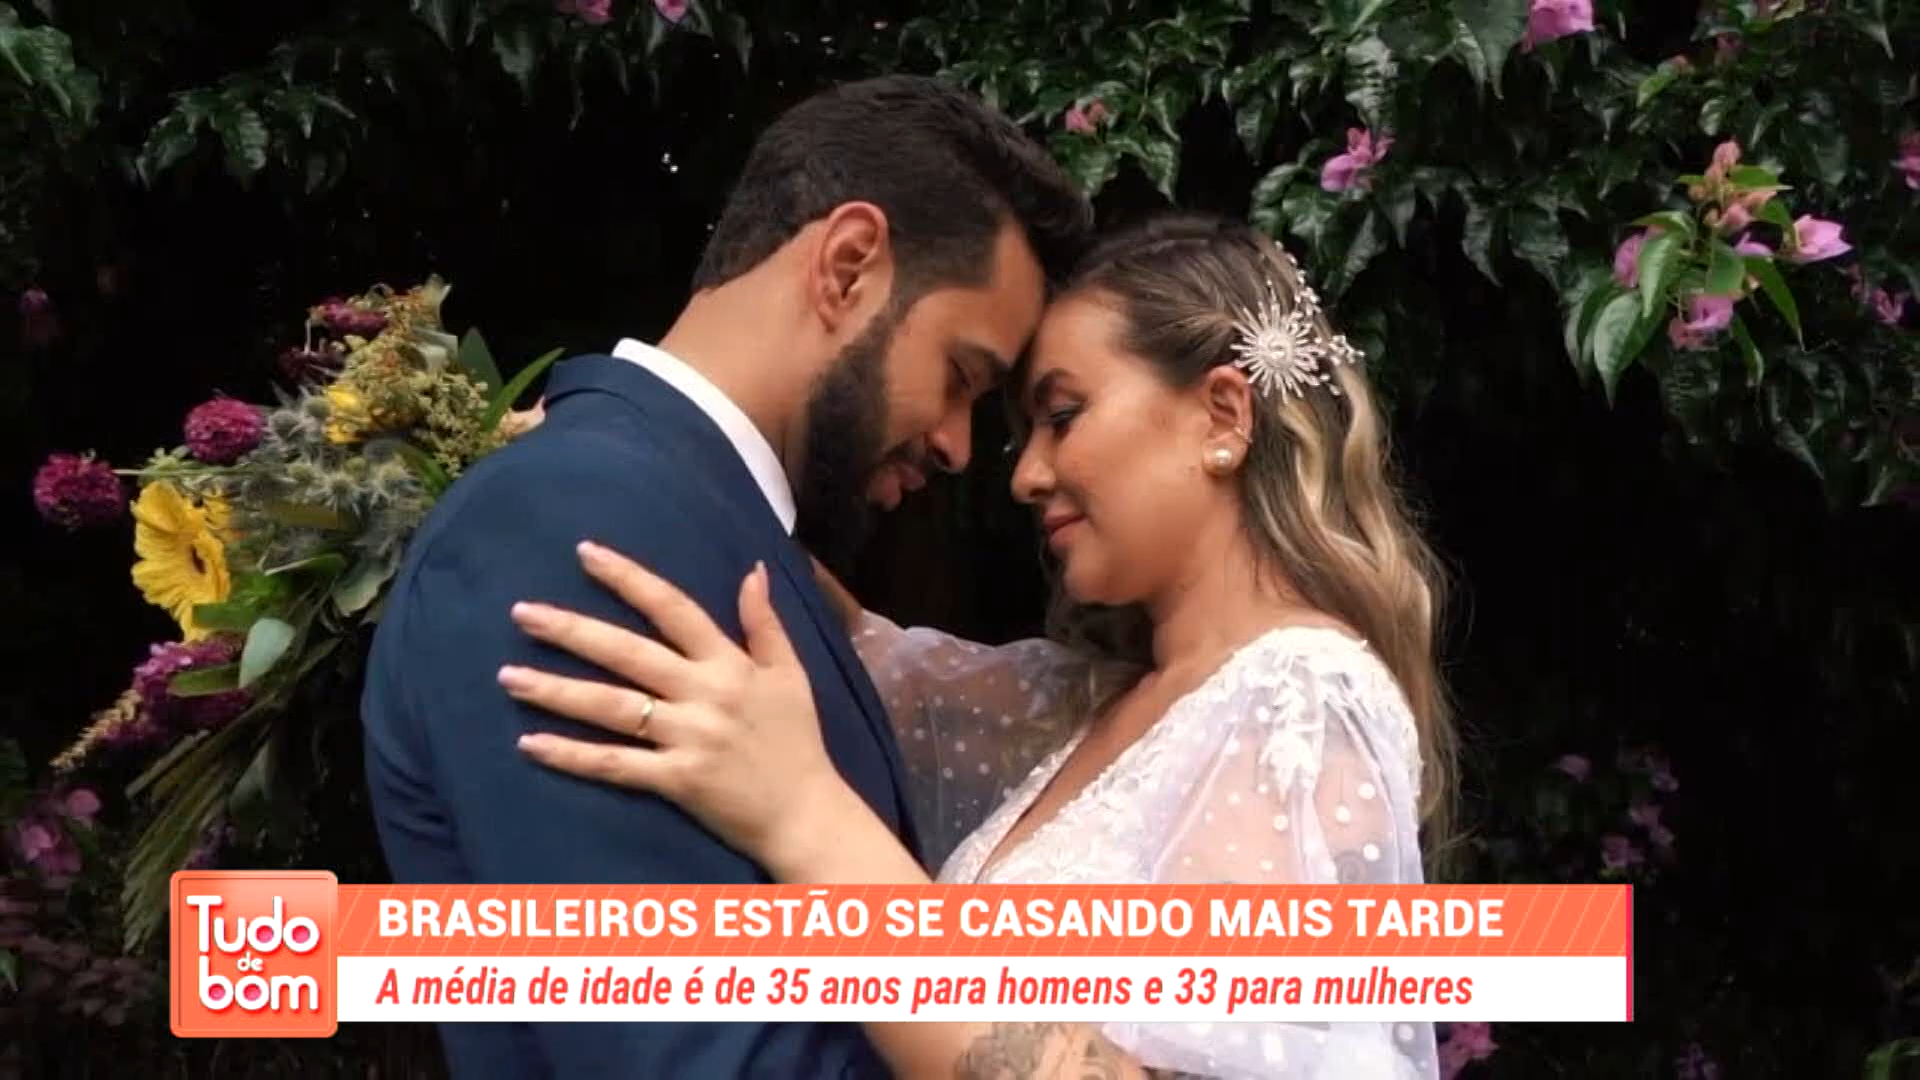 BRASILEIROS ESTÃO SE CASANDO MAIS TARDE
Tudo
de
bom
A média de idade é de 35 anos para homens e 33 para mulheres